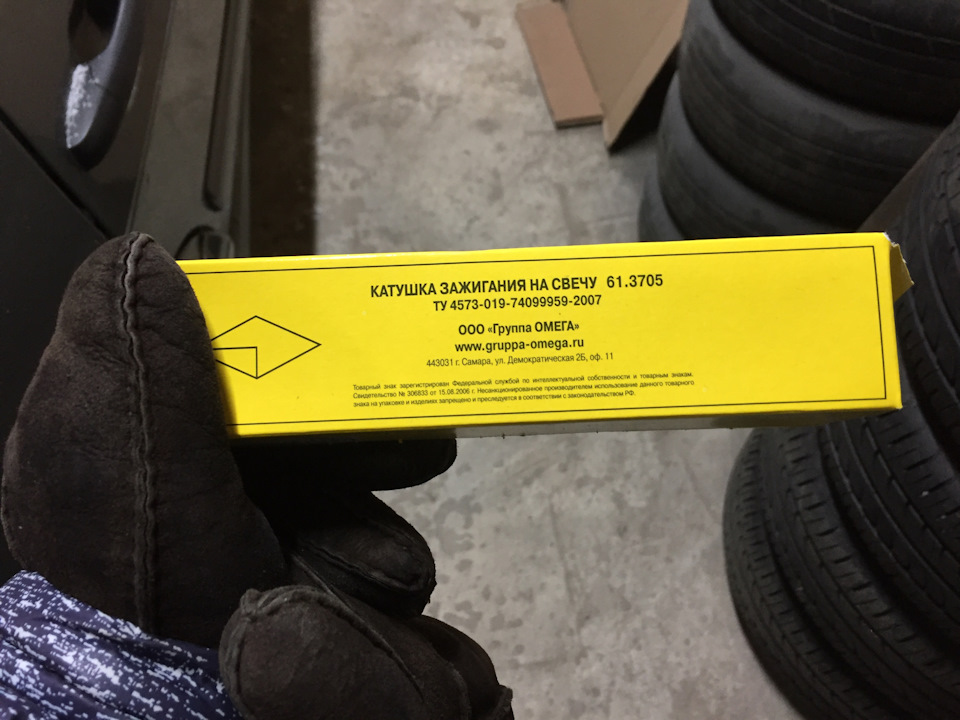 КАТУШКА ЗАЖИГАНИЯ НА СВЕЧУ 61.3705
ТУ 4573-019-74099959-2007
ООО «Группа ОМЕГА»
www.gruppa-omega.ru
443031 г. Самара, ул. Демократическая 2Б, оф. 11
Товарный знак зарегистрирован Федеральной службой по интеллектуальной собственности и товарным знакам.
Свидетельство № 306833 от 15.06.2006 г. Несанкционированное производителем использование данного товарного
знака на упаковке и изделиях запрещено и преследуется в соответствии с законодательством РФ.